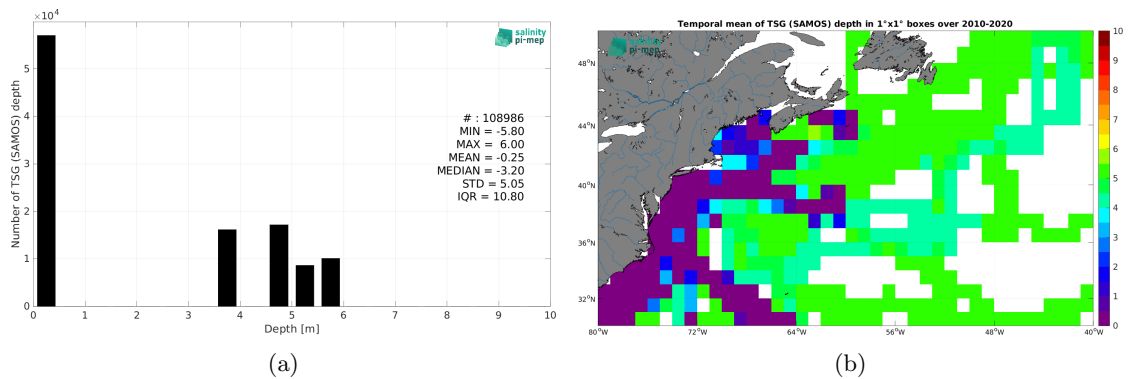 ×10^4
6
5
4
3
2
1
0
Number of TSG (SAMOS) depth
salinity
pi-mep
# : 108986
MIN = -5.80
MAX = 6.00
MEAN = -0.25
MEDIAN = -3.20
STD = 5.05
IQR = 10.80
0 1 2 3 4 5 6 7 8 9 10
Depth [m]
(a)
Temporal mean of TSG (SAMOS) depth in 1°x1° boxes over 2010-2020
salinity
pi-mep
48°N
44°N
40°N
36°N
32°N
80°W 72°W 64°W 56°W 48°W 40°W
10
9
8
7
6
5
4
3
2
1
0
(b)